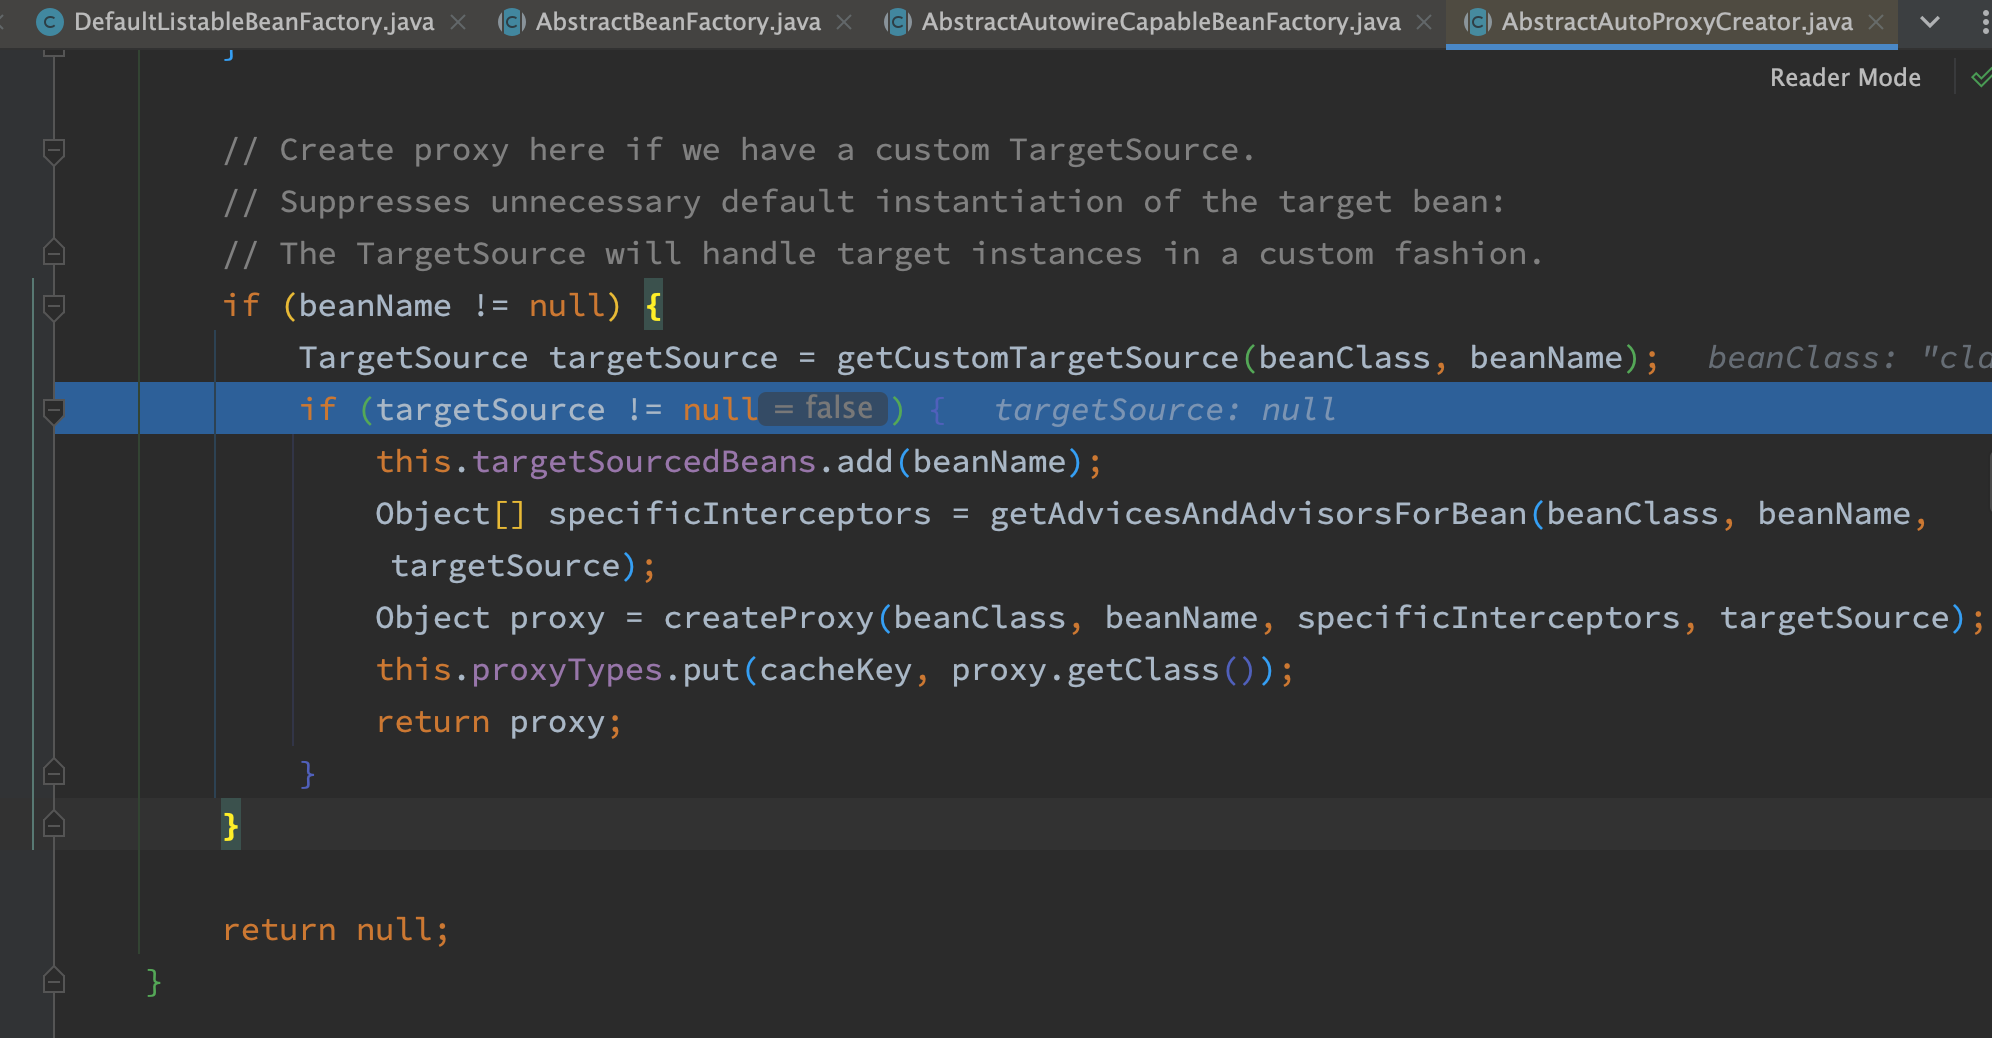 DefaultListableBeanFactory.java AbstractBeanFactory.java AbstractAutowireCapableBeanFactory.java AbstractAutoProxyCreator.java
}
Reader Mode
// Create proxy here if we have a custom TargetSource.
// Suppresses unnecessary default instantiation of the target bean:
// The TargetSource will handle target instances in a custom fashion.
if (beanName != null) {
TargetSource targetSource = getCustomTargetSource(beanClass, beanName); beanClass: "cla
if (targetSource != null = false ) { targetSource: null
this.targetSourcedBeans.add(beanName);
Object[] specificInterceptors = getAdvicesAndAdvisorsForBean(beanClass, beanName,
targetSource);
Object proxy = createProxy(beanClass, beanName, specificInterceptors, targetSource);
this.proxyTypes.put(cacheKey, proxy.getClass());
return proxy;
}
}
return null;
}